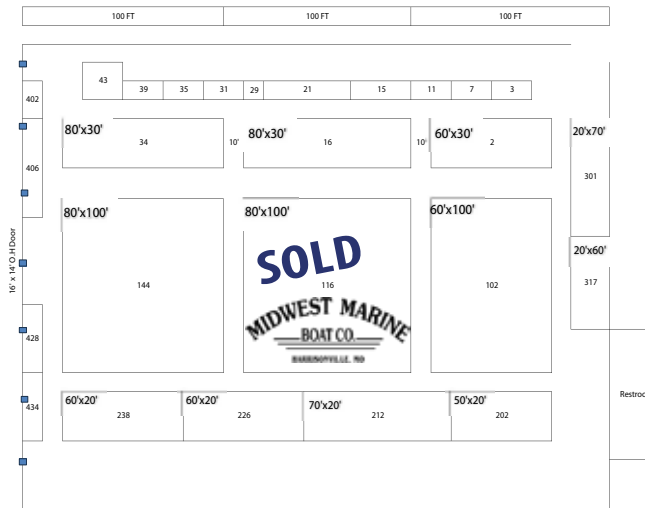 100 FT 100 FT 100 FT
43 39 35 31 29 21 15 11 7 3
402
80'x30' 80'x30' 60'x30' 20'x70'
34 10' 16 10' 2
406 301
80'x100' 80'x100' 60'x100'
20'x60'
16' x 14' O.H Door
SOLD
144 116 102 317
MIDWEST MARINE
BOAT CO.
HARRISONVILLE, MO
428
434
60'x20' 60'x20' 70'x20' 50'x20'
238 226 212 202
Restroo